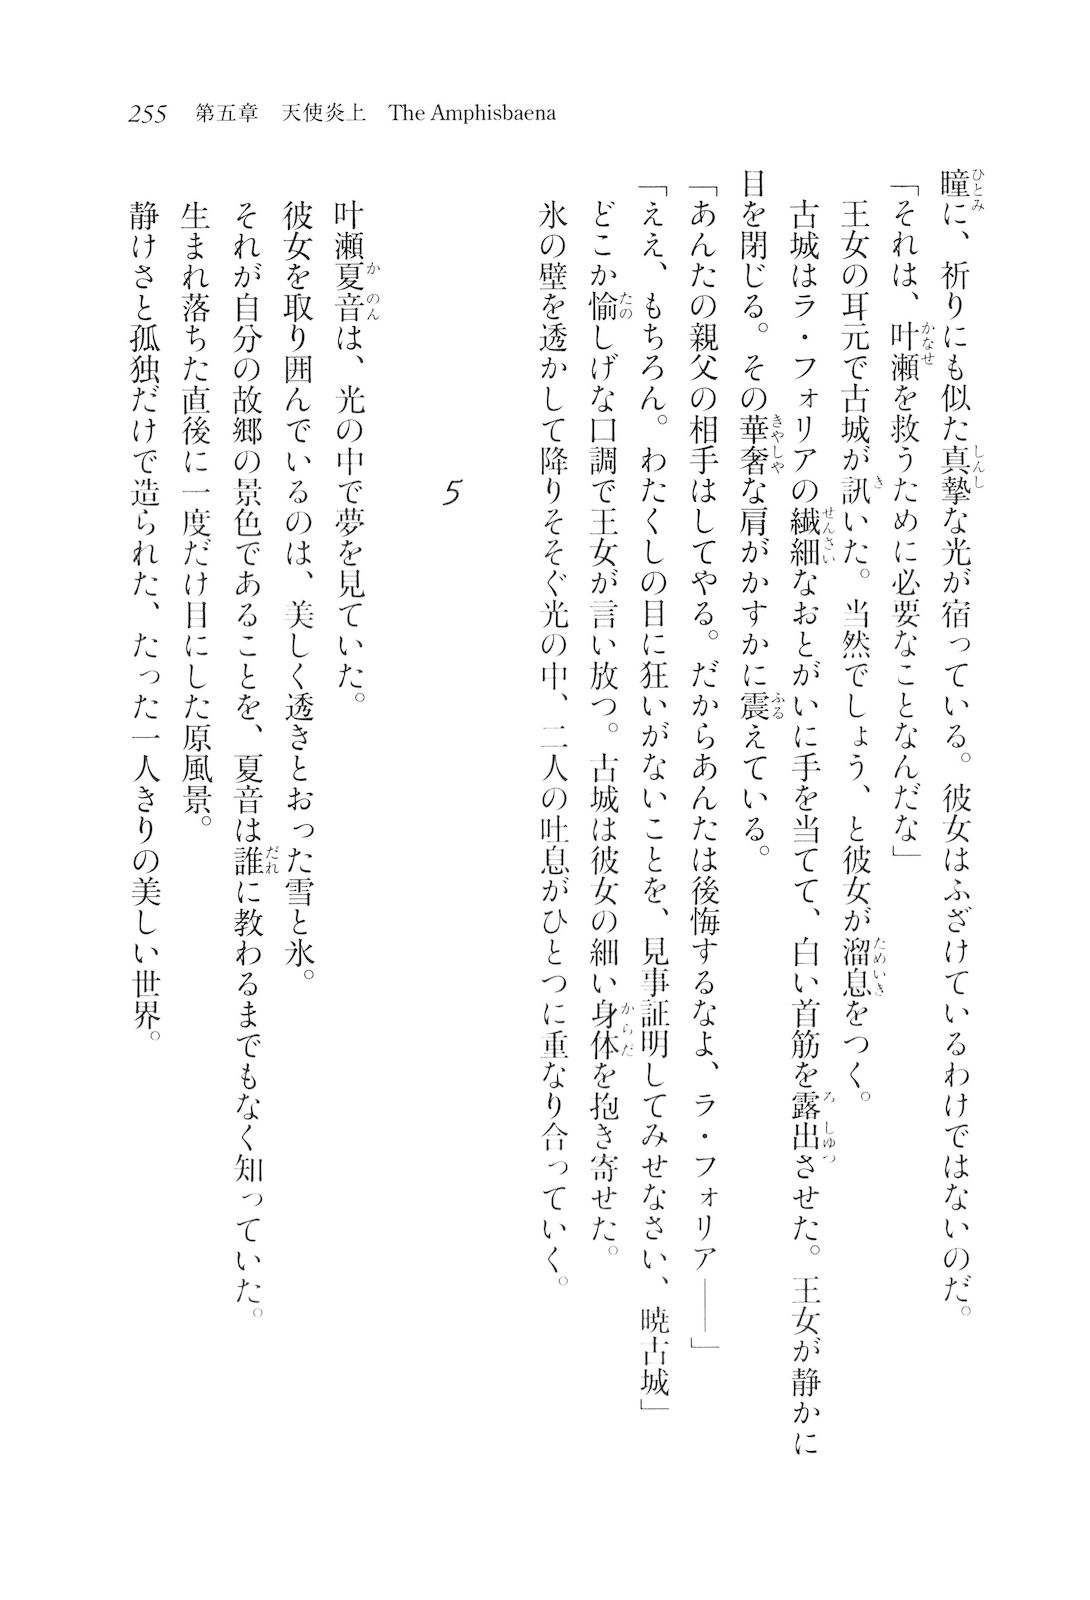 255 第五章 天使炎上 The Amphisbaena
瞳に、祈りにも似た真摯な光が宿っている。彼女はふざけているわけではないのだ。
「それは、叶瀬を救うために必要なことなんだな」
王女の耳元で古城が訊いた。当然でしょう、と彼女が溜息をつく。
古城はラ・フォリアの繊細なおとがいに手を当てて、白い首筋を露出させた。王女が静かに
目を閉じる。その華奢な肩がかすかに震えている。
「あんたの親父の相手はしてやる。だからあんたは後悔するなよ、ラ・フォリア――」
「ええ、もちろん。わたくしの目に狂いがないことを、見事証明してみせなさい、暁古城」
どこか愉しげな口調で王女が言い放つ。古城は彼女の細い身体を抱き寄せた。
氷の壁を透かして降りそそぐ光の中、二人の吐息がひとつに重なり合っていく。
5
叶瀬夏音は、光の中で夢を見ていた。
彼女を取り囲んでいるのは、美しく透きとおった雪と氷。
それが自分の故郷の景色であることを、夏音は誰に教わるまでもなく知っていた。
生まれ落ちた直後に一度だけ目にした原風景。
静けさと孤独だけで造られた、たった一人きりの美しい世界。